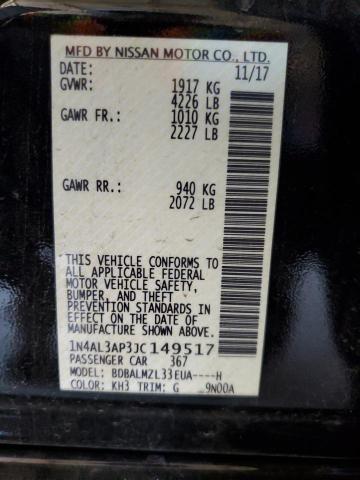 MFD BY NISSAN MOTOR CO., LTD.
DATE: 11/17
GVWR: 1917 KG
4226 LB
GAWR FR.: 1010 KG
2227 LB
GAWR RR.: 940 KG
2072 LB
THIS VEHICLE CONFORMS TO
ALL APPLICABLE FEDERAL
MOTOR VEHICLE SAFETY,
BUMPER, AND THEFT
PREVENTION STANDARDS IN
EFFECT ON THE DATE OF
MANUFACTURE SHOWN ABOVE.
1N4AL3AP3JC149517
PASSENGER CAR 367
MODEL: BDBALMZL33EUA----H
COLOR: KH3 TRIM: G _9N00A